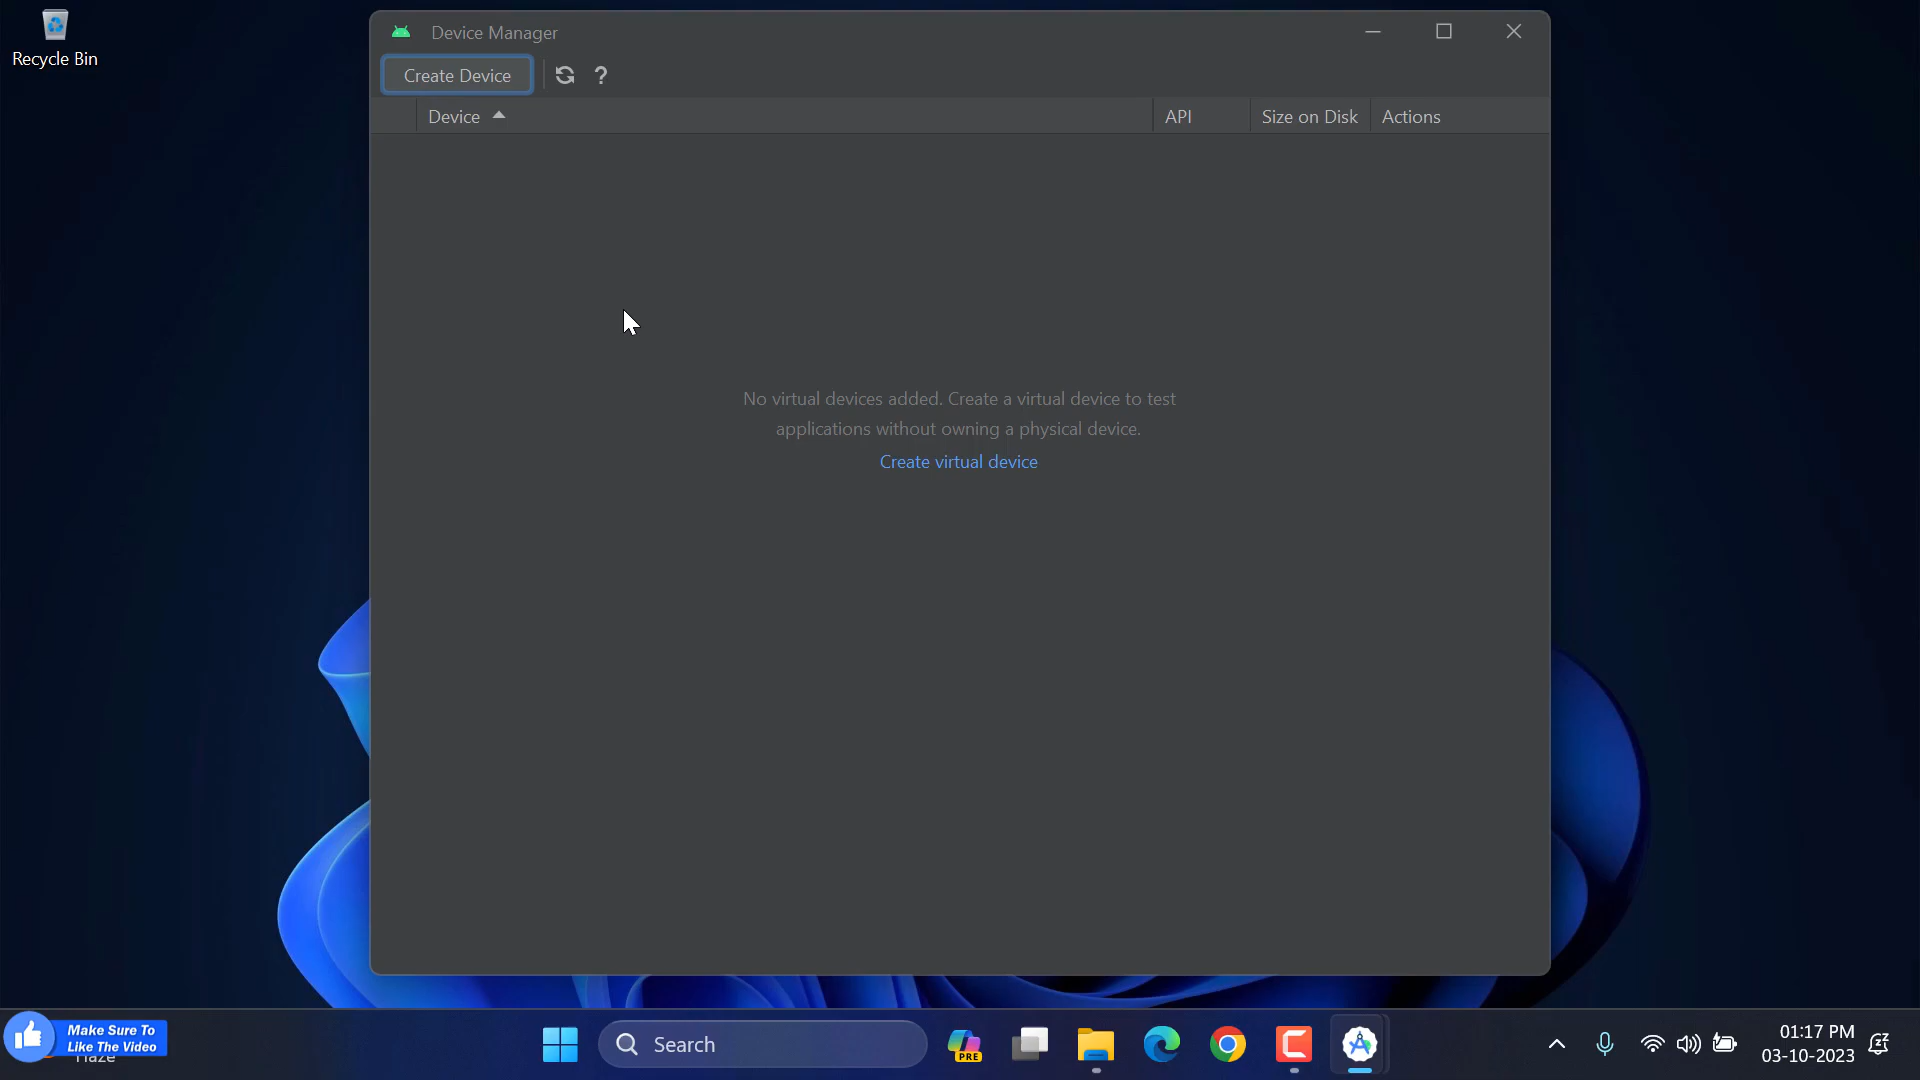 Recycle Bin
Device Manager
Create Device
?
Device
API
Size on Disk
Actions
No virtual devices added. Create a virtual device to test
applications without owning a physical device.
Create virtual device
Make Sure To
Like The Video
Haze
Search
PRE
01:17 PM
03-10-2023